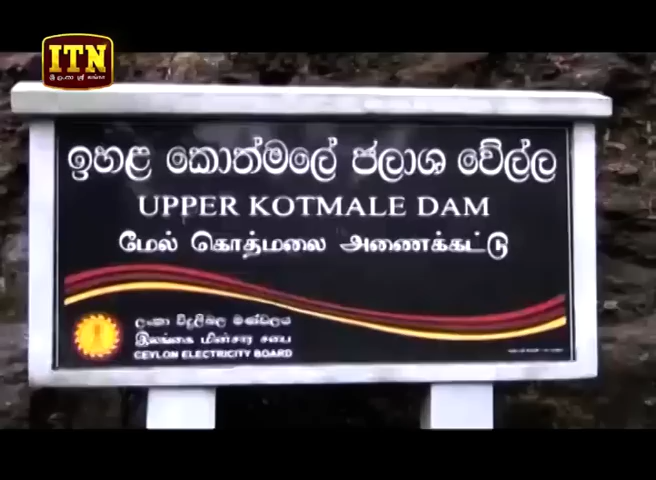 ITN
ශ්‍රී ලංකා
ඉහළ කොත්මලේ ජලාශ වේල්ල
UPPER KOTMALE DAM
மேல் கொத்மலை அணைக்கட்டு
ලංකා විදුලිබල මණ්ඩලය
இலங்கை மின்சார சபை
CEYLON ELECTRICITY BOARD